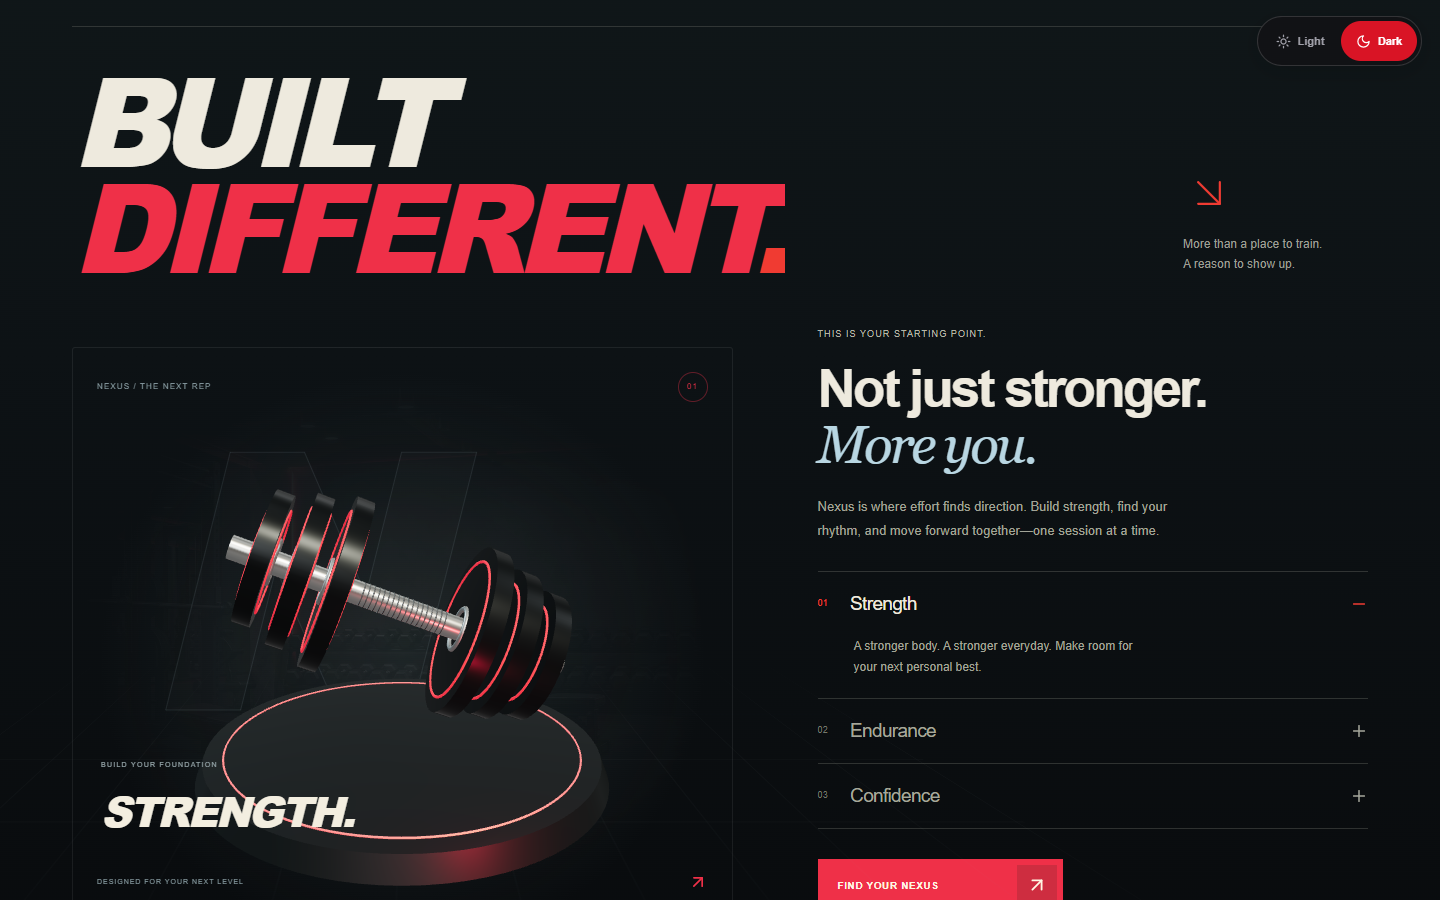 Light
Dark
BUILT
DIFFERENT.
More than a place to train.
A reason to show up.
NEXUS / THE NEXT REP
01
BUILD YOUR FOUNDATION
STRENGTH.
DESIGNED FOR YOUR NEXT LEVEL
THIS IS YOUR STARTING POINT.
Not just stronger.
More you.
Nexus is where effort finds direction. Build strength, find your
rhythm, and move forward together—one session at a time.
01 Strength
A stronger body. A stronger everyday. Make room for
your next personal best.
02 Endurance
03 Confidence
FIND YOUR NEXUS